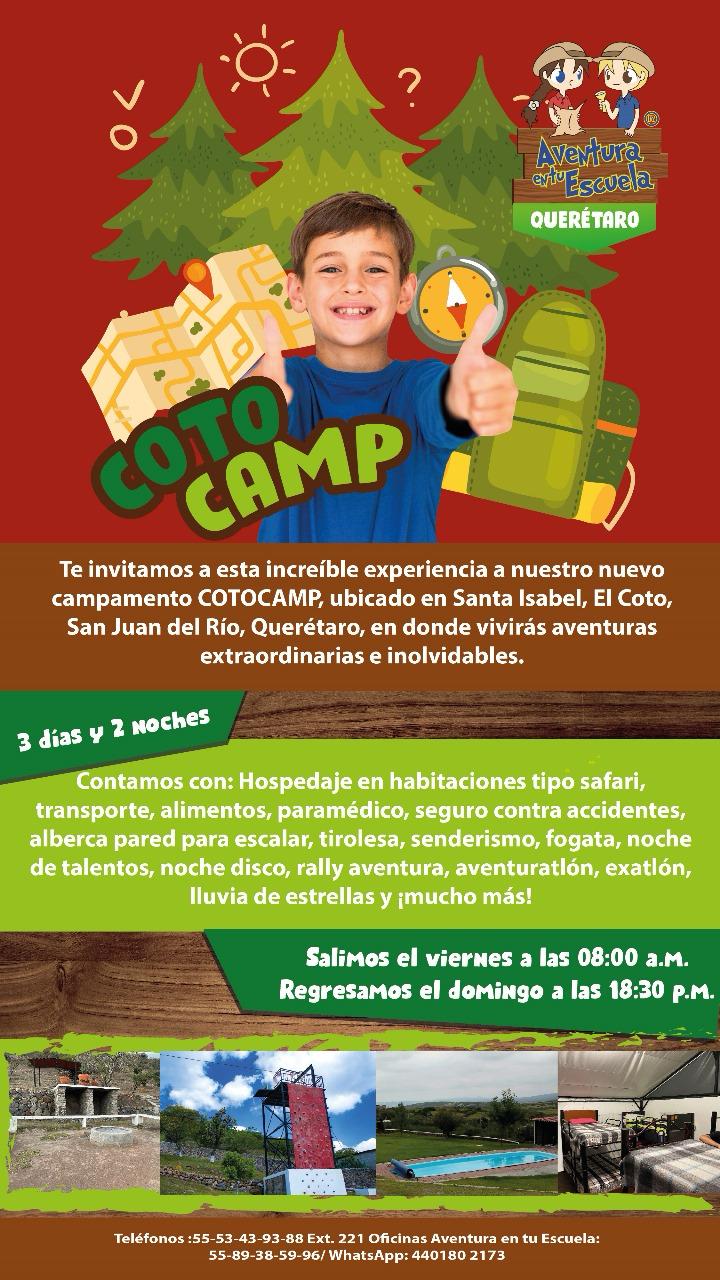 Aventura
en tu Escuela
QUERÉTARO
COTO
CAMP
Te invitamos a esta increíble experiencia a nuestro nuevo
campamento COTOCAMP, ubicado en Santa Isabel, El Coto,
San Juan del Río, Querétaro, en donde vivirás aventuras
extraordinarias e inolvidables.
3 días y 2 noches
Contamos con: Hospedaje en habitaciones tipo safari,
transporte, alimentos, paramédico, seguro contra accidentes,
alberca pared para escalar, tirolesa, senderismo, fogata, noche
de talentos, noche disco, rally aventura, aventuratlón, exatlón,
lluvia de estrellas y ¡mucho más!
Salimos el viernes a las 08:00 a.m.
Regresamos el domingo a las 18:30 p.m.
Teléfonos :55-53-43-93-88 Ext. 221 Oficinas Aventura en tu Escuela:
55-89-38-59-96/ WhatsApp: 440180 2173